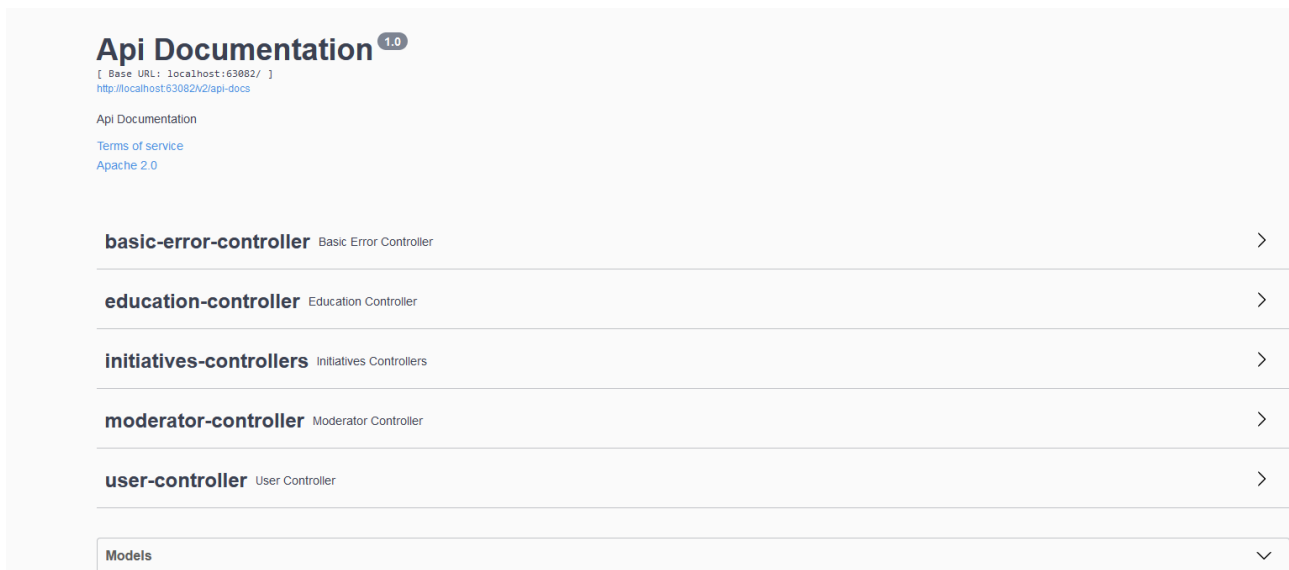 Api Documentation 1.0
[ Base URL: localhost:63082/ ]
http://localhost:63082/v2/api-docs
Api Documentation
Terms of service
Apache 2.0
basic-error-controller Basic Error Controller
education-controller Education Controller
initiatives-controllers Initiatives Controllers
moderator-controller Moderator Controller
user-controller User Controller
Models